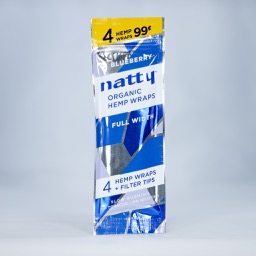 4 HEMP WRAPS 99¢
BLUEBERRY
natty
ORGANIC
HEMP WRAPS
FULL WIDTH
4 HEMP WRAPS
+ FILTER TIPS